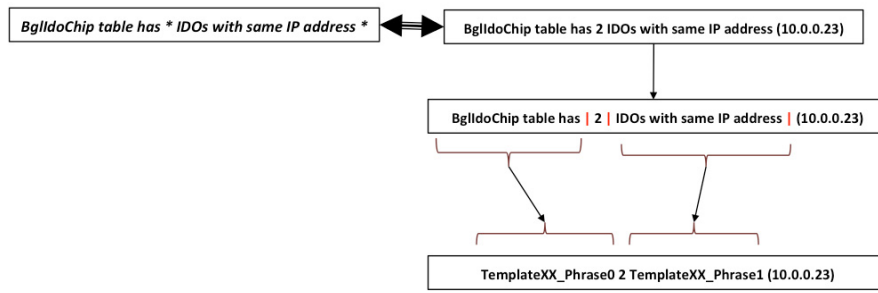 BglIdoChip table has * IDOs with same IP address *
BglIdoChip table has 2 IDOs with same IP address (10.0.0.23)
BglIdoChip table has | 2 | IDOs with same IP address | (10.0.0.23)
TemplateXX_Phrase0 2 TemplateXX_Phrase1 (10.0.0.23)